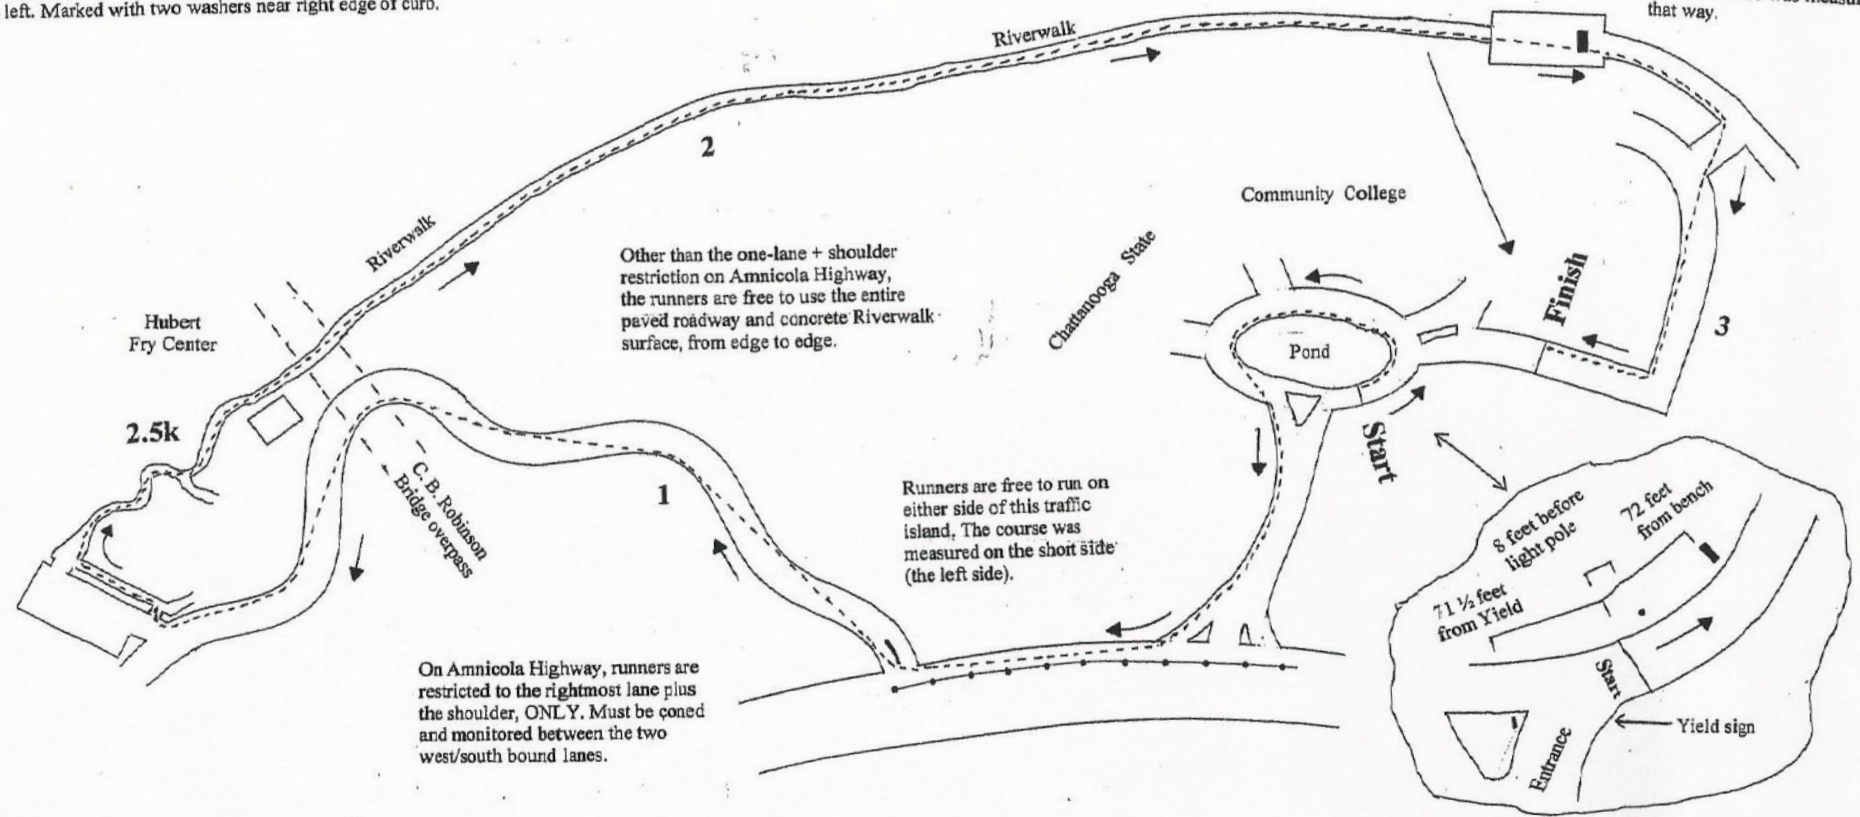 left. Marked with two washers near right edge of curb.
that way.
Riverwalk
2
Riverwalk
Community College
Chattanooga State
Other than the one-lane + shoulder
restriction on Amnicola Highway,
the runners are free to use the entire
paved roadway and concrete Riverwalk
surface, from edge to edge.
Hubert
Fry Center
Finish
3
Pond
2.5k
Start
C. B. Robinson
Bridge overpass
1
Runners are free to run on
either side of this traffic
island. The course was
measured on the short side
(the left side).
8 feet before
light pole
72 feet
from bench
71 ½ feet
from Yield
Start
Yield sign
Entrance
On Amnicola Highway, runners are
restricted to the rightmost lane plus
the shoulder, ONLY. Must be coned
and monitored between the two
west/south bound lanes.